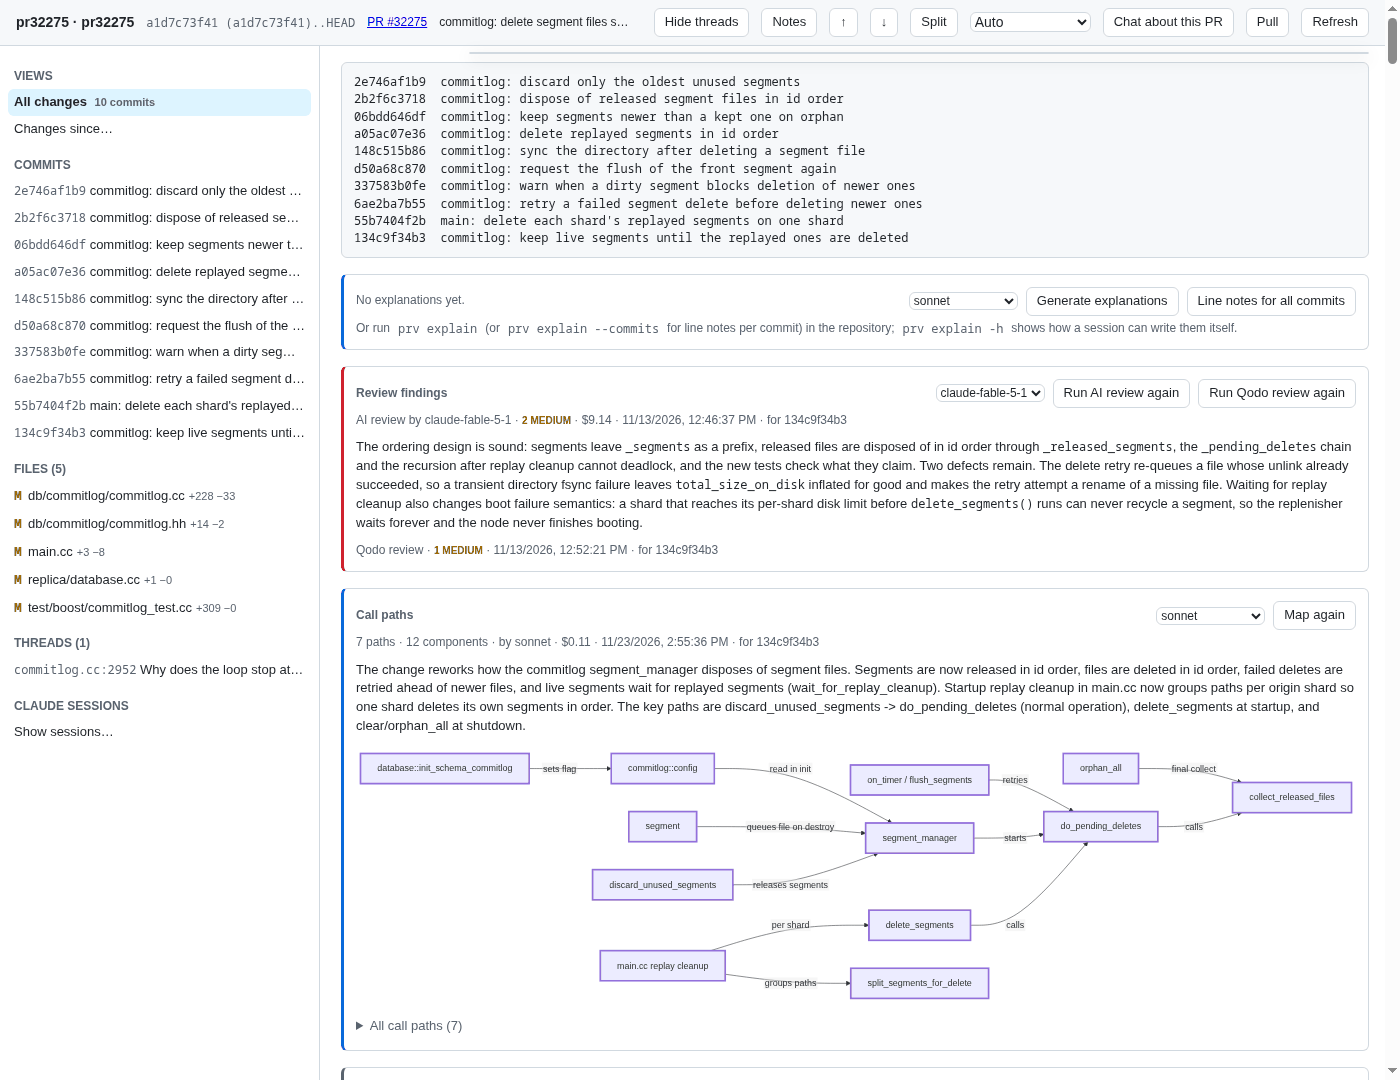 pr32275 · pr32275 a1d7c73f41 (a1d7c73f41)..HEAD PR #32275 commitlog: delete segment files s… Hide threads Notes ↑ ↓ Split Auto Chat about this PR Pull Refresh
VIEWS
All changes 10 commits
Changes since…
COMMITS
2e746af1b9 commitlog: discard only the oldest …
2b2f6c3718 commitlog: dispose of released se…
06bdd646df commitlog: keep segments newer t…
a05ac07e36 commitlog: delete replayed segme…
148c515b86 commitlog: sync the directory after …
d50a68c870 commitlog: request the flush of the …
337583b0fe commitlog: warn when a dirty seg…
6ae2ba7b55 commitlog: retry a failed segment d…
55b7404f2b main: delete each shard's replayed…
134c9f34b3 commitlog: keep live segments unti…
FILES (5)
M db/commitlog/commitlog.cc +228 −33
M db/commitlog/commitlog.hh +14 −2
M main.cc +3 −8
M replica/database.cc +1 −0
M test/boost/commitlog_test.cc +309 −0
THREADS (1)
commitlog.cc:2952 Why does the loop stop at…
CLAUDE SESSIONS
Show sessions…
2e746af1b9 commitlog: discard only the oldest unused segments
2b2f6c3718 commitlog: dispose of released segment files in id order
06bdd646df commitlog: keep segments newer than a kept one on orphan
a05ac07e36 commitlog: delete replayed segments in id order
148c515b86 commitlog: sync the directory after deleting a segment file
d50a68c870 commitlog: request the flush of the front segment again
337583b0fe commitlog: warn when a dirty segment blocks deletion of newer ones
6ae2ba7b55 commitlog: retry a failed segment delete before deleting newer ones
55b7404f2b main: delete each shard's replayed segments on one shard
134c9f34b3 commitlog: keep live segments until the replayed ones are deleted
No explanations yet. sonnet Generate explanations Line notes for all commits
Or run prv explain (or prv explain --commits for line notes per commit) in the repository; prv explain -h shows how a session can write them itself.
Review findings claude-fable-5-1 Run AI review again Run Qodo review again
AI review by claude-fable-5-1 · 2 MEDIUM · $9.14 · 11/13/2026, 12:46:37 PM · for 134c9f34b3
The ordering design is sound: segments leave _segments as a prefix, released files are disposed of in id order through _released_segments, the _pending_deletes chain
and the recursion after replay cleanup cannot deadlock, and the new tests check what they claim. Two defects remain. The delete retry re-queues a file whose unlink already
succeeded, so a transient directory fsync failure leaves total_size_on_disk inflated for good and makes the retry attempt a rename of a missing file. Waiting for replay
cleanup also changes boot failure semantics: a shard that reaches its per-shard disk limit before delete_segments() runs can never recycle a segment, so the replenisher
waits forever and the node never finishes booting.
Qodo review · 1 MEDIUM · 11/13/2026, 12:52:21 PM · for 134c9f34b3
Call paths sonnet Map again
7 paths · 12 components · by sonnet · $0.11 · 11/23/2026, 2:55:36 PM · for 134c9f34b3
The change reworks how the commitlog segment_manager disposes of segment files. Segments are now released in id order, files are deleted in id order, failed deletes are
retried ahead of newer files, and live segments wait for replayed segments (wait_for_replay_cleanup). Startup replay cleanup in main.cc now groups paths per origin shard so
one shard deletes its own segments in order. The key paths are discard_unused_segments -> do_pending_deletes (normal operation), delete_segments at startup, and
clear/orphan_all at shutdown.
database::init_schema_commitlog sets flag commitlog::config read in init on_timer / flush_segments retries orphan_all final collect
collect_released_files
segment queues file on destroy segment_manager starts do_pending_deletes calls
discard_unused_segments releases segments
per shard delete_segments calls
main.cc replay cleanup
groups paths split_segments_for_delete
▶ All call paths (7)